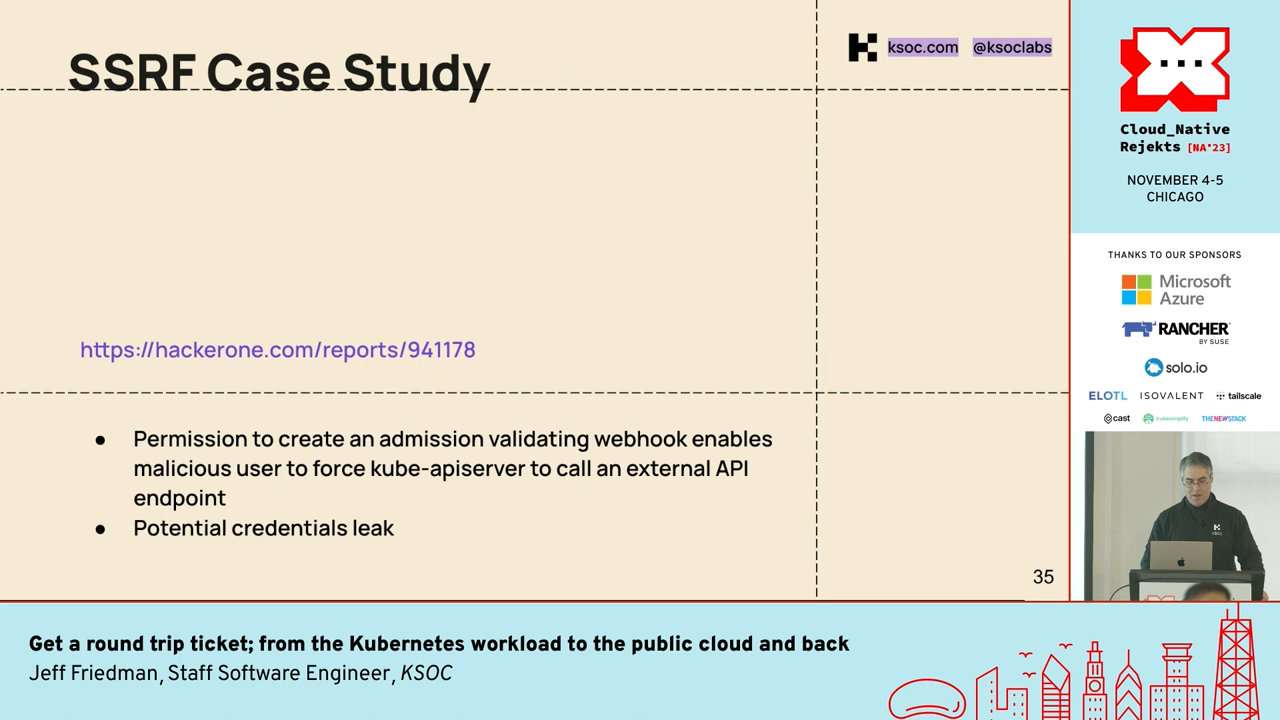 SSRF Case Study
ksoc.com @ksoclabs
https://hackerone.com/reports/941178
● Permission to create an admission validating webhook enables
malicious user to force kube-apiserver to call an external API
endpoint
● Potential credentials leak
35
Cloud_Native
Rejekts [NA'23]
NOVEMBER 4-5
CHICAGO
THANKS TO OUR SPONSORS
Microsoft
Azure
RANCHER
BY SUSE
solo.io
ELOTL ISOVALENT tailscale
cast Kubesimplify THENEWSTACK
KSOC
Get a round trip ticket; from the Kubernetes workload to the public cloud and back
Jeff Friedman, Staff Software Engineer, KSOC